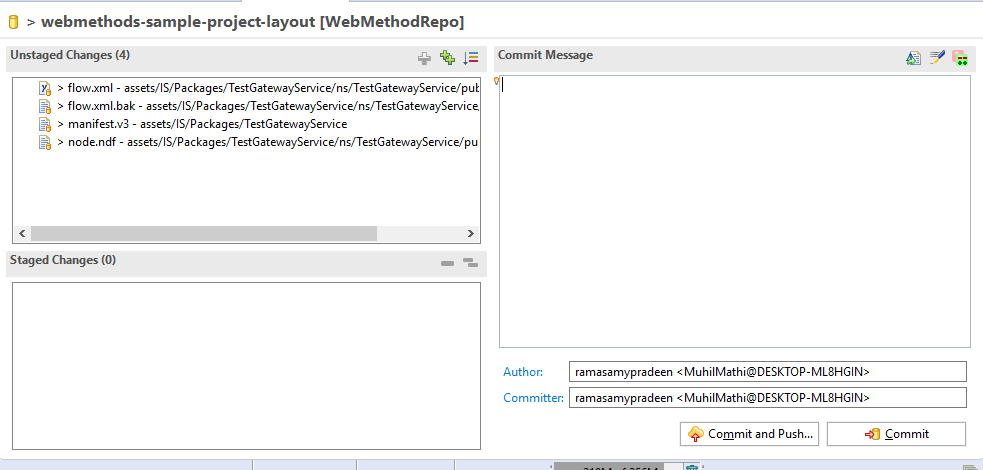 > webmethods-sample-project-layout [WebMethodRepo]
Unstaged Changes (4)
> flow.xml - assets/IS/Packages/TestGatewayService/ns/TestGatewayService/pub
> flow.xml.bak - assets/IS/Packages/TestGatewayService/ns/TestGatewayService,
> manifest.v3 - assets/IS/Packages/TestGatewayService
> node.ndf - assets/IS/Packages/TestGatewayService/ns/TestGatewayService/pu
Staged Changes (0)
Commit Message
Author: ramasamypradeen <MuhilMathi@DESKTOP-ML8HGIN>
Committer: ramasamypradeen <MuhilMathi@DESKTOP-ML8HGIN>
Commit and Push... Commit